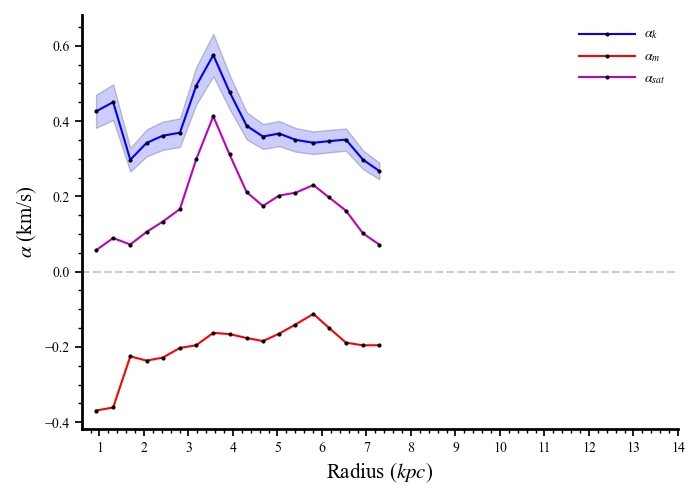 α_k
α_m
α_sat
0.6
0.4
0.2
0.0
−0.2
−0.4
α (km/s)
1 2 3 4 5 6 7 8 9 10 11 12 13 14
Radius (kpc)